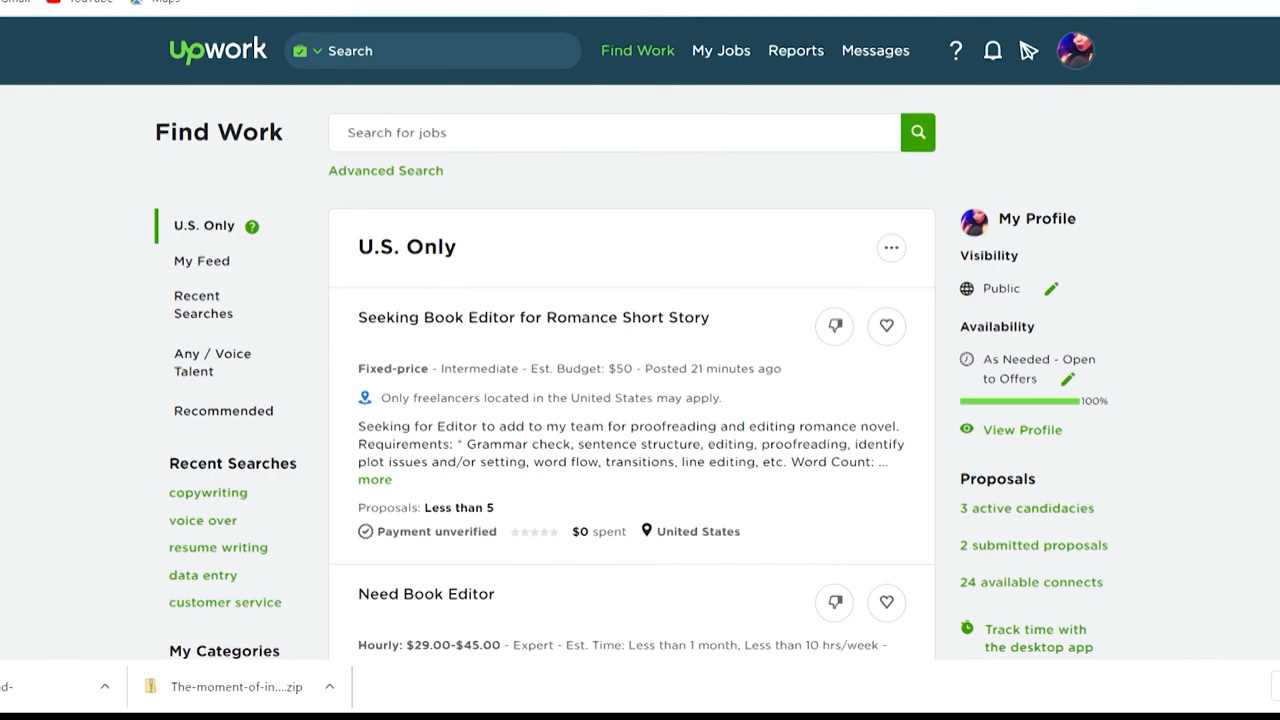 YouTube
Maps
upwork
Search
Find Work
My Jobs
Reports
Messages
?
Find Work
Search for jobs
Advanced Search
U.S. Only ?
My Feed
Recent
Searches
Any / Voice
Talent
Recommended
Recent Searches
copywriting
voice over
resume writing
data entry
customer service
My Categories
U.S. Only
Seeking Book Editor for Romance Short Story
Fixed-price - Intermediate - Est. Budget: $50 - Posted 21 minutes ago
Only freelancers located in the United States may apply.
Seeking for Editor to add to my team for proofreading and editing romance novel.
Requirements: * Grammar check, sentence structure, editing, proofreading, identify
plot issues and/or setting, word flow, transitions, line editing, etc. Word Count: ...
more
Proposals: Less than 5
Payment unverified $0 spent United States
Need Book Editor
Hourly: $29.00-$45.00 - Expert - Est. Time: Less than 1 month, Less than 10 hrs/week -
My Profile
Visibility
Public
Availability
As Needed - Open
to Offers
100%
View Profile
Proposals
3 active candidacies
2 submitted proposals
24 available connects
Track time with
the desktop app
The-moment-of-in....zip